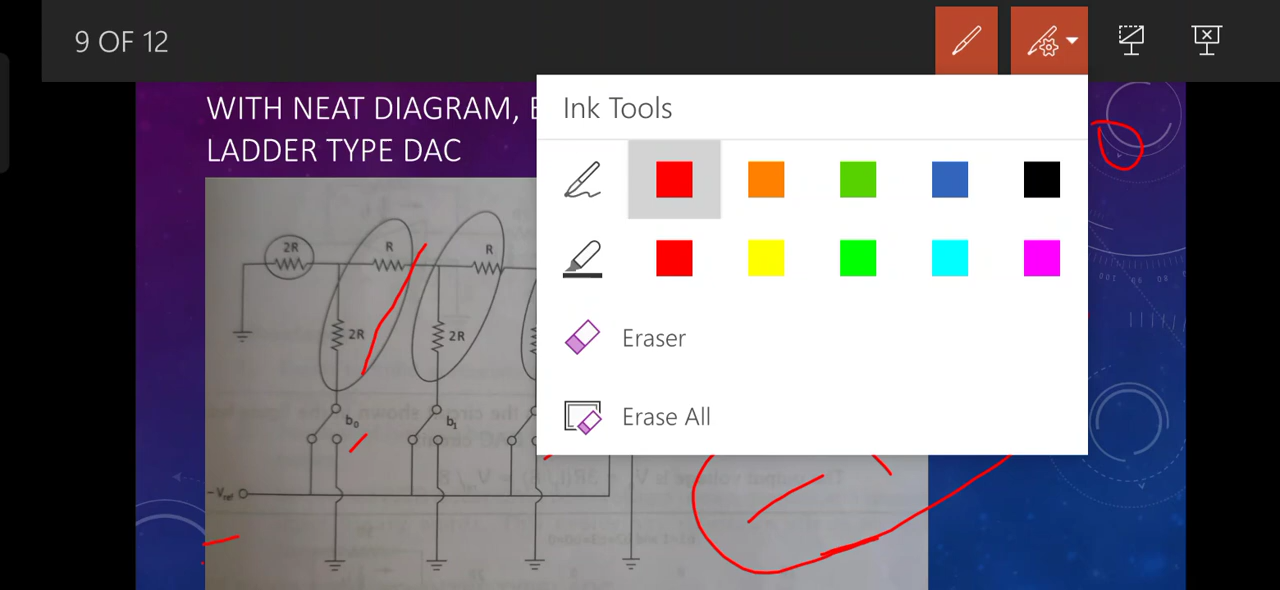 9 OF 12
WITH NEAT DIAGRAM, E
LADDER TYPE DAC
Ink Tools
Eraser
Erase All
2R
R
R
2R
2R
b₀
b₁
-Vref